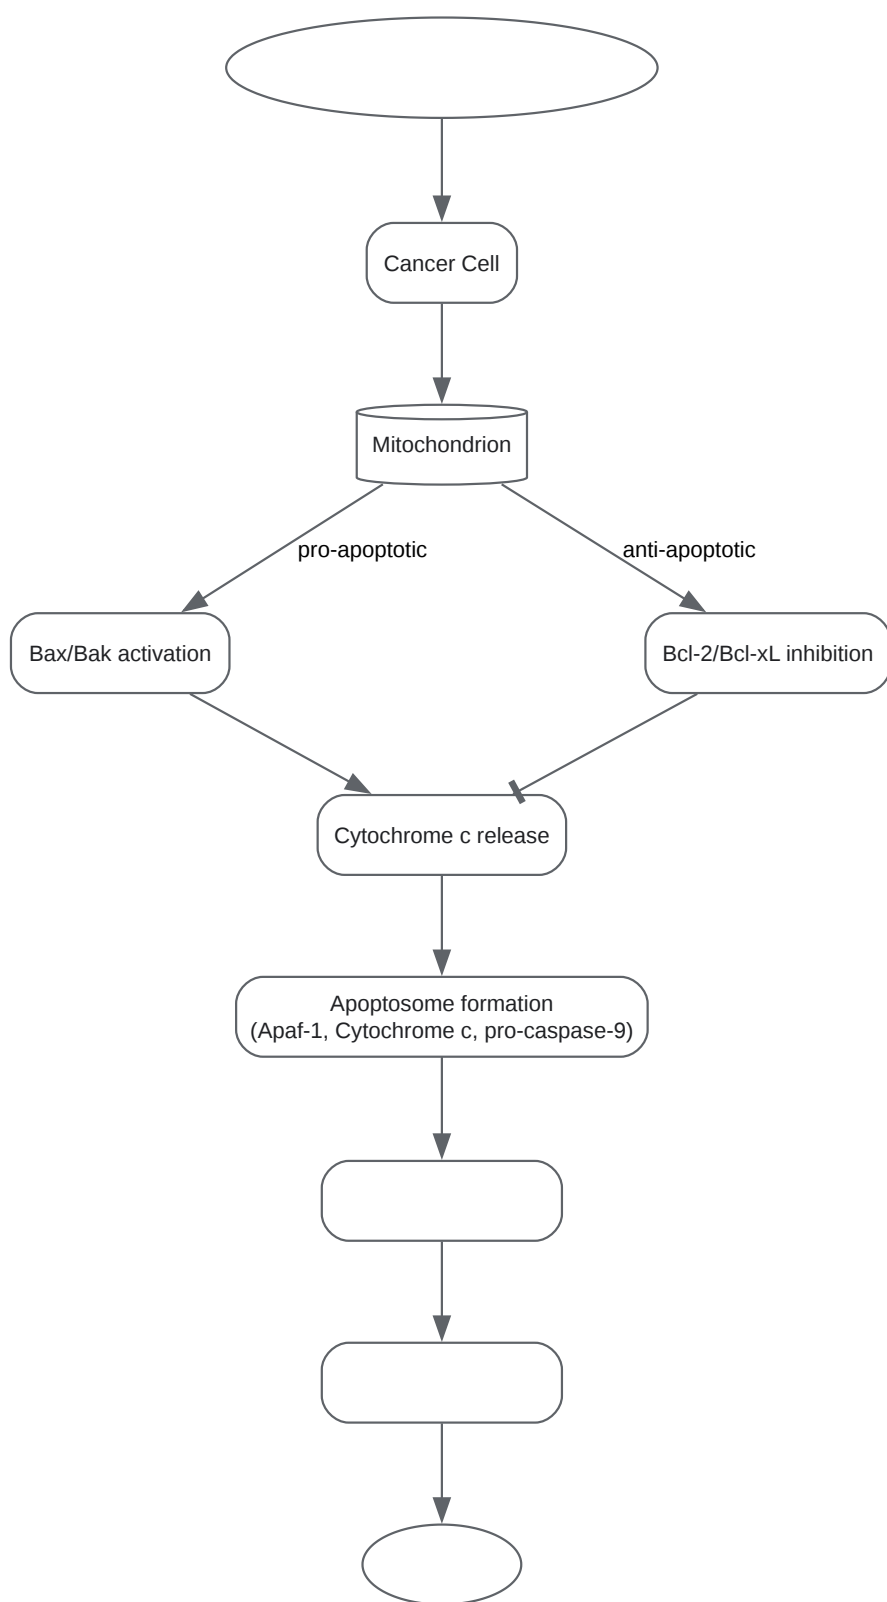 Cancer Cell
Mitochondrion
pro-apoptotic
anti-apoptotic
Bax/Bak activation
Bcl-2/Bcl-xL inhibition
Cytochrome c release
Apoptosome formation
(Apaf-1, Cytochrome c, pro-caspase-9)